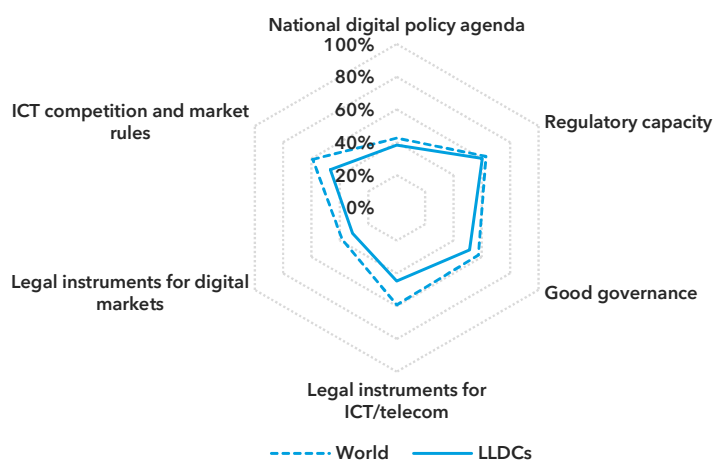 National digital policy agenda
100%
80%
60%
40%
20%
0%
ICT competition and market
rules
Regulatory capacity
Legal instruments for digital
markets
Good governance
Legal instruments for
ICT/telecom
World
LLDCs